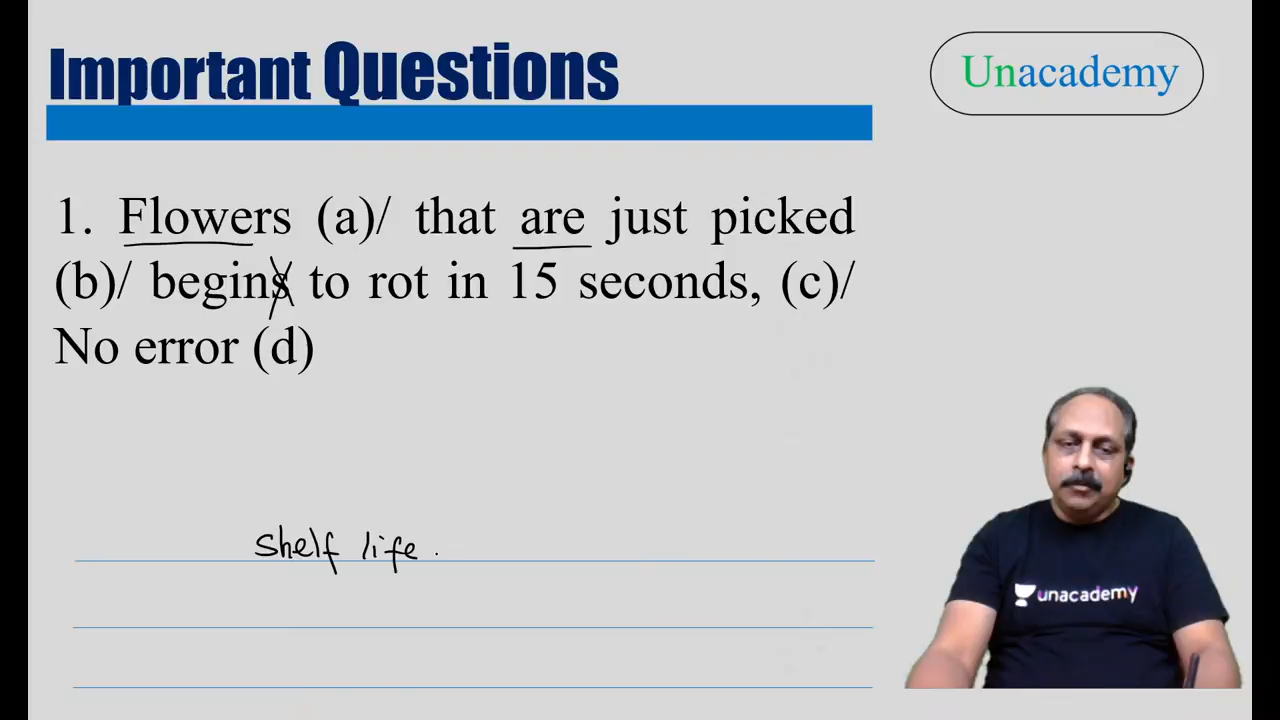 Important Questions
Unacademy
1. Flowers (a)/ that are just picked
(b)/ begins to rot in 15 seconds, (c)/
No error (d)
shelf life.
unacademy